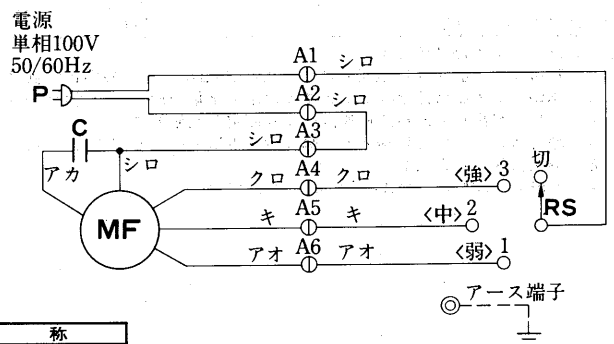 電源
単相100V
50/60Hz
P
A1 シロ
A2 シロ
C
シロ A3
アカ
シロ
クロ A4 クロ 〈強〉3
切
キ A5 キ 〈中〉2
RS
MF
アオ A6 アオ 〈弱〉1
アース端子
称